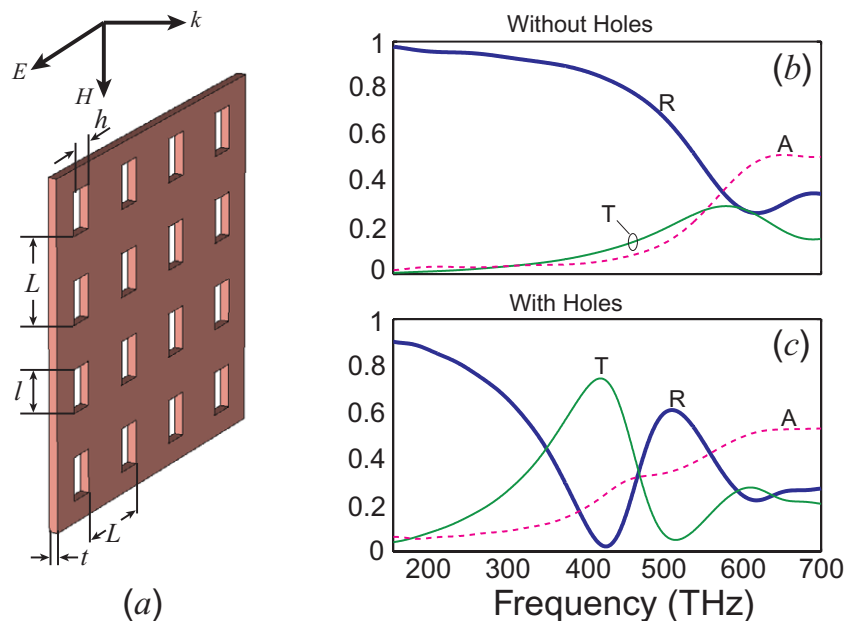 k
E
H
h
L
l
L
t
(a)
Without Holes
(b)
1
0.8
0.6
0.4
0.2
0
R
A
T
With Holes
(c)
1
0.8
0.6
0.4
0.2
0
T
R
A
200 300 400 500 600 700
Frequency (THz)